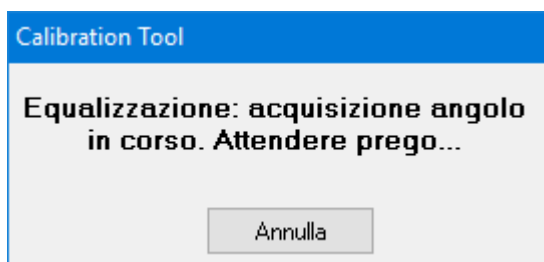 Calibration Tool
Equalizzazione: acquisizione angolo
in corso. Attendere prego...
Annulla